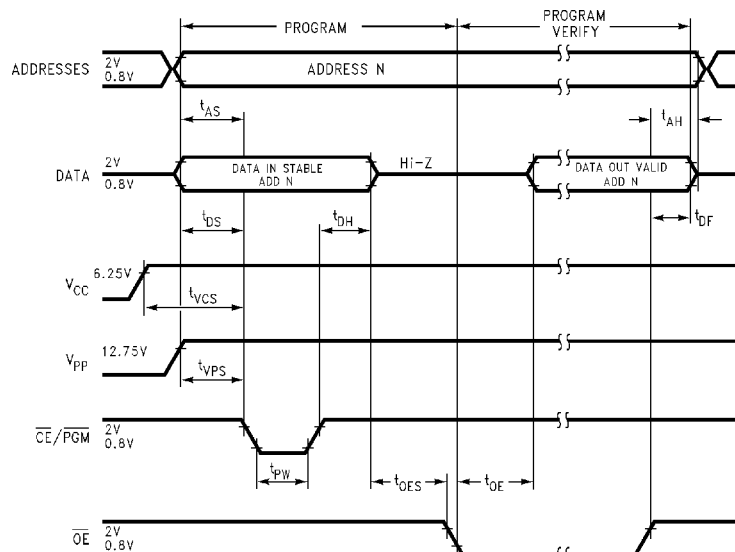 PROGRAM
PROGRAM
VERIFY
ADDRESSES
2V
0.8V
ADDRESS N
tAS
tAH
DATA
2V
0.8V
DATA IN STABLE
ADD N
Hi-Z
DATA OUT VALID
ADD N
tDS
tDH
tDF
VCC
6.25V
tVCS
VPP
12.75V
tVPS
CE/PGM
2V
0.8V
tPW
tOES
tOE
OE
2V
0.8V